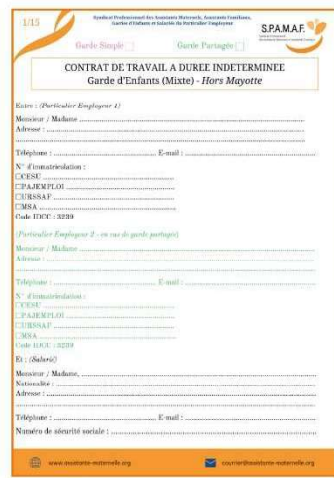 1/15
Syndicat Professionnel des Assistants Maternels, Assistants Familiaux,
Gardes d'Enfants et Salariés du Particulier Employeur
S.P.A.M.A.F.
Garde Simple □ Garde Partagée □
CONTRAT DE TRAVAIL A DUREE INDETERMINEE
Garde d'Enfants (Mixte) - Hors Mayotte
Entre : (Particulier Employeur 1)
Monsieur / Madame ...
Adresse : ...
Téléphone : ... E-mail : ...
N° d'immatriculation :
□CESU ...
□PAJEMPLOI ...
□URSSAF ...
□MSA ...
Code IDCC : 3239
(Particulier Employeur 2 - en cas de garde partagée)
Monsieur / Madame ...
Adresse : ...
Téléphone : ... E-mail : ...
N° d'immatriculation :
□CESU ...
□PAJEMPLOI ...
□URSSAF ...
□MSA ...
Code IDCC : 3239
Et : (Salarié)
Monsieur / Madame, ...
Nationalité : ...
Adresse : ...
Téléphone : ... E-mail : ...
Numéro de sécurité sociale : ...
www.assistante-maternelle.org courrier@assistante-maternelle.org